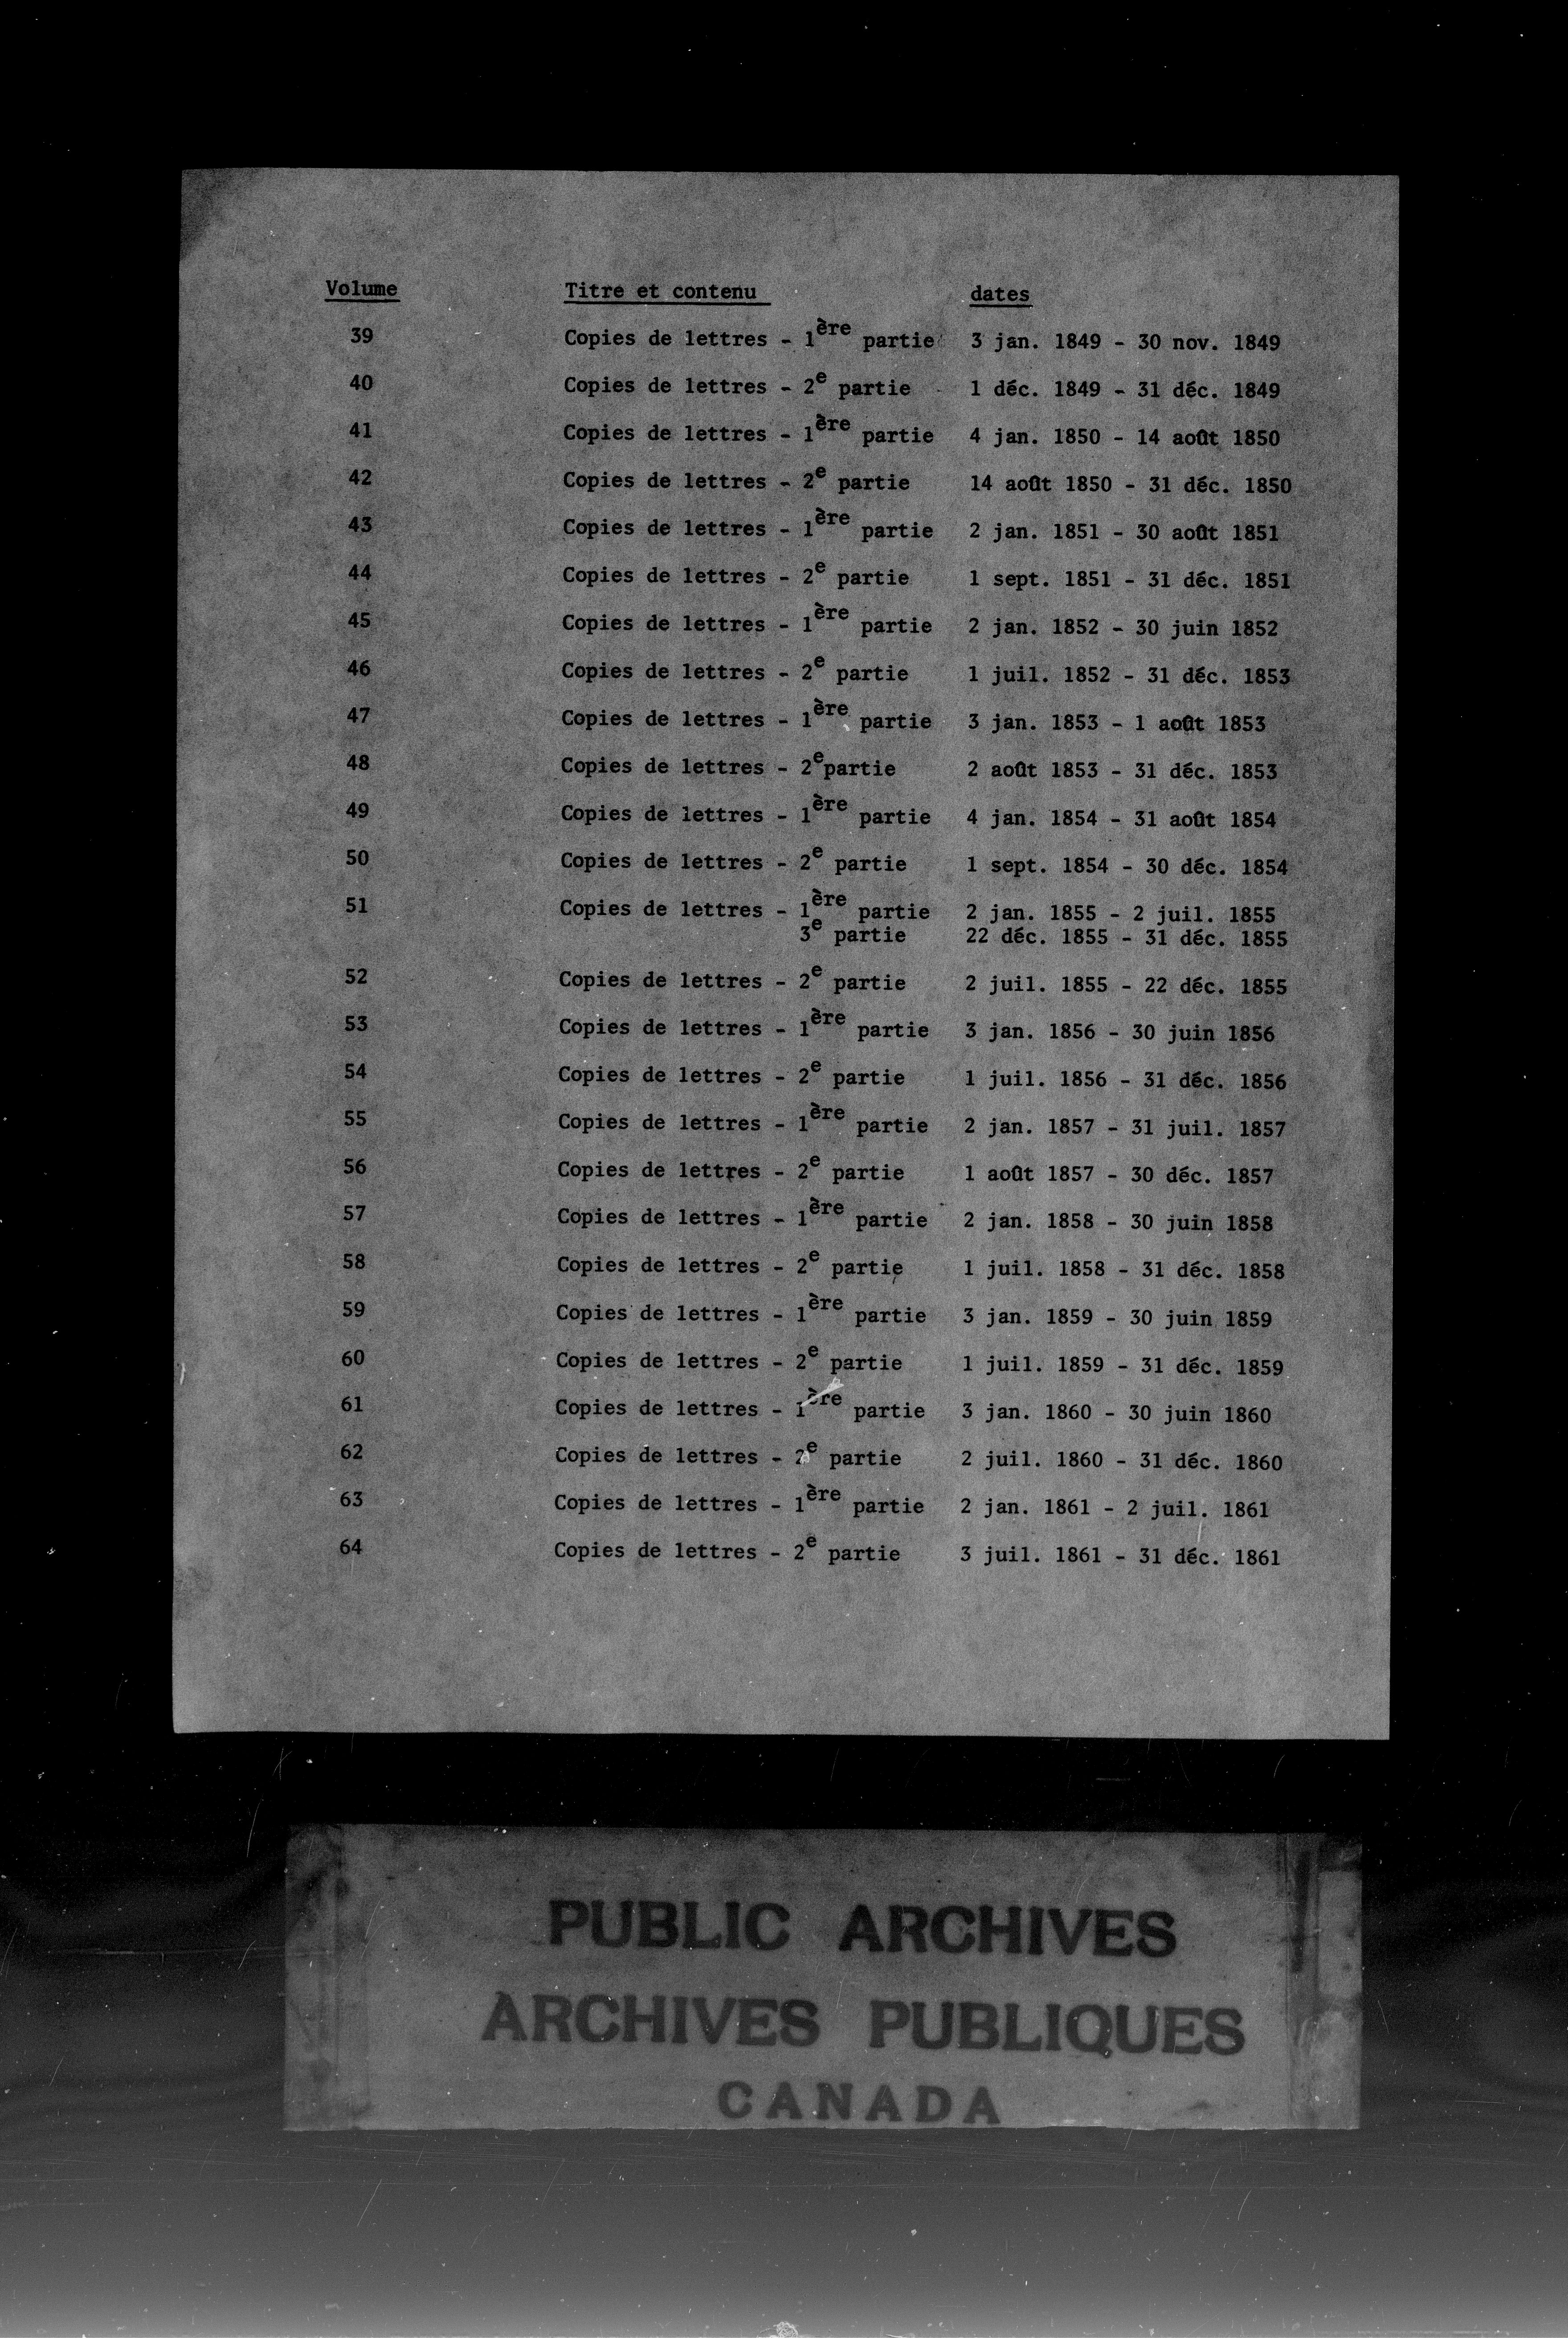 Volume Titre et contenu dates
39 Copies de lettres - 1ère partie 3 jan. 1849 - 30 nov. 1849
40 Copies de lettres - 2e partie 1 déc. 1849 - 31 déc. 1849
41 Copies de lettres - 1ère partie 4 jan. 1850 - 14 août 1850
42 Copies de lettres - 2e partie 14 août 1850 - 31 déc. 1850
43 Copies de lettres - 1ère partie 2 jan. 1851 - 30 août 1851
44 Copies de lettres - 2e partie 1 sept. 1851 - 31 déc. 1851
45 Copies de lettres - 1ère partie 2 jan. 1852 - 30 juin 1852
46 Copies de lettres - 2e partie 1 juil. 1852 - 31 déc. 1853
47 Copies de lettres - 1ère partie 3 jan. 1853 - 1 août 1853
48 Copies de lettres - 2epartie 2 août 1853 - 31 déc. 1853
49 Copies de lettres - 1ère partie 4 jan. 1854 - 31 août 1854
50 Copies de lettres - 2e partie 1 sept. 1854 - 30 déc. 1854
51 Copies de lettres - 1ère partie 2 jan. 1855 - 2 juil. 1855
3e partie 22 déc. 1855 - 31 déc. 1855
52 Copies de lettres - 2e partie 2 juil. 1855 - 22 déc. 1855
53 Copies de lettres - 1ère partie 3 jan. 1856 - 30 juin 1856
54 Copies de lettres - 2e partie 1 juil. 1856 - 31 déc. 1856
55 Copies de lettres - 1ère partie 2 jan. 1857 - 31 juil. 1857
56 Copies de lettres - 2e partie 1 août 1857 - 30 déc. 1857
57 Copies de lettres - 1ère partie 2 jan. 1858 - 30 juin 1858
58 Copies de lettres - 2e partie 1 juil. 1858 - 31 déc. 1858
59 Copies de lettres - 1ère partie 3 jan. 1859 - 30 juin 1859
60 Copies de lettres - 2e partie 1 juil. 1859 - 31 déc. 1859
61 Copies de lettres - 1ère partie 3 jan. 1860 - 30 juin 1860
62 Copies de lettres - 2e partie 2 juil. 1860 - 31 déc. 1860
63 Copies de lettres - 1ère partie 2 jan. 1861 - 2 juil. 1861
64 Copies de lettres - 2e partie 3 juil. 1861 - 31 déc. 1861
PUBLIC ARCHIVES
ARCHIVES PUBLIQUES
CANADA